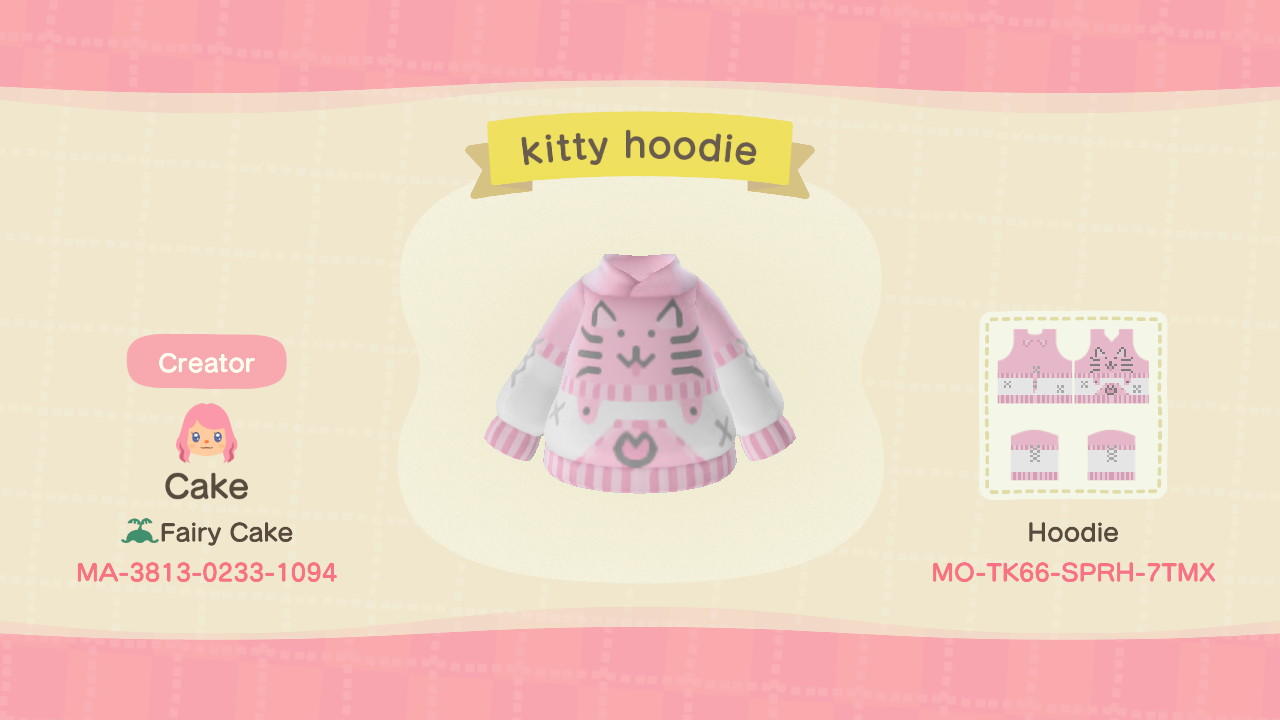 kitty hoodie
Creator
Cake
Fairy Cake
MA-3813-0233-1094
Hoodie
MO-TK66-SPRH-7TMX